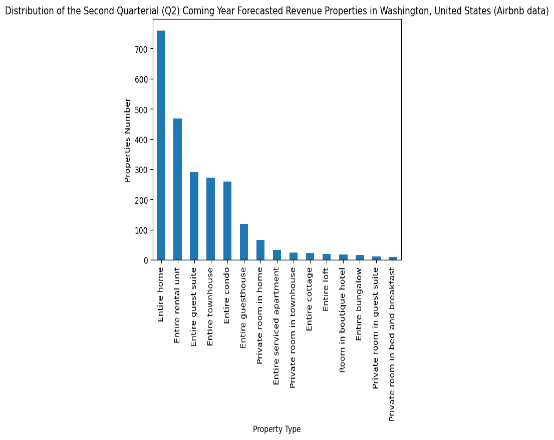 Distribution of the Second Quarterial (Q2) Coming Year Forecasted Revenue Properties in Washington, United States (Airbnb data)
Properties Number
700
600
500
400
300
200
100
0
Entire home
Entire rental unit
Entire guest suite
Entire townhouse
Entire condo
Entire guesthouse
Private room in home
Entire serviced apartment
Private room in townhouse
Entire cottage
Entire loft
Room in boutique hotel
Entire bungalow
Private room in guest suite
Private room in bed and breakfast
Property Type